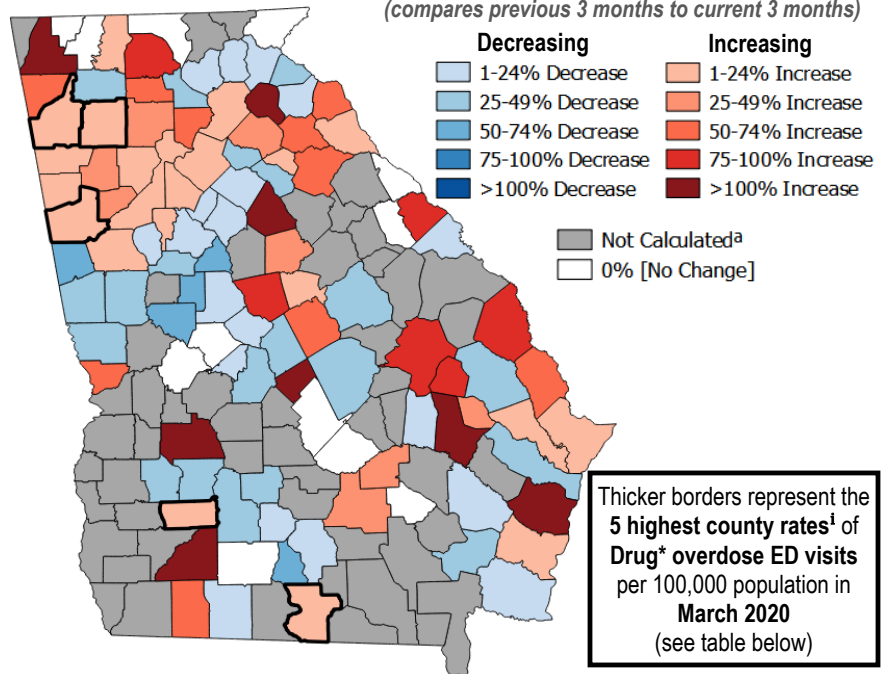 (compares previous 3 months to current 3 months)
Decreasing
1-24% Decrease
25-49% Decrease
50-74% Decrease
75-100% Decrease
>100% Decrease
Increasing
1-24% Increase
25-49% Increase
50-74% Increase
75-100% Increase
>100% Increase
Not Calculatedᵃ
0% [No Change]
Thicker borders represent the
5 highest county ratesⁱ of
Drug* overdose ED visits
per 100,000 population in
March 2020
(see table below)